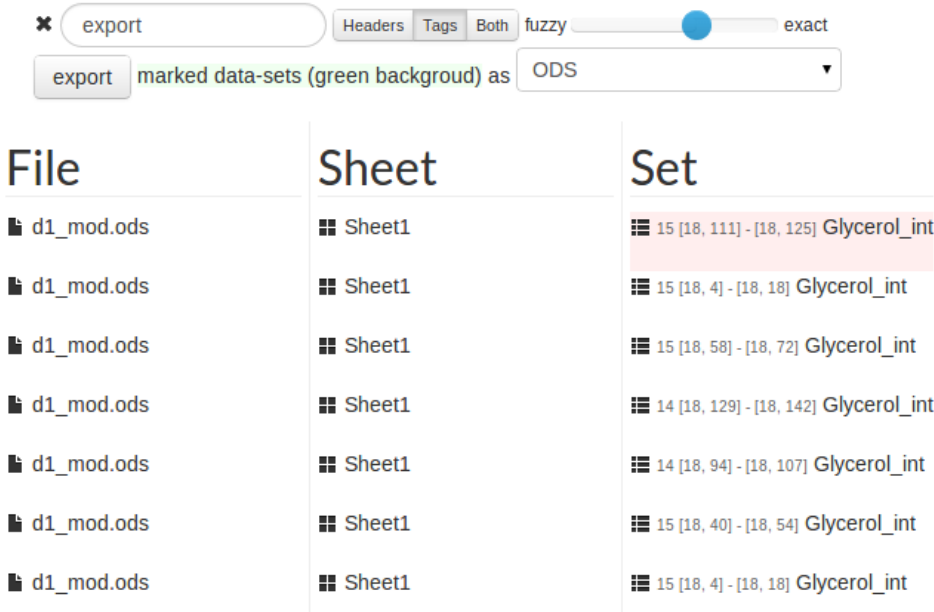 ✖ export Headers Tags Both fuzzy exact
export marked data-sets (green backgroud) as ODS ▼
File Sheet Set
d1_mod.ods Sheet1 15 [18, 111] - [18, 125] Glycerol_int
d1_mod.ods Sheet1 15 [18, 4] - [18, 18] Glycerol_int
d1_mod.ods Sheet1 15 [18, 58] - [18, 72] Glycerol_int
d1_mod.ods Sheet1 14 [18, 129] - [18, 142] Glycerol_int
d1_mod.ods Sheet1 14 [18, 94] - [18, 107] Glycerol_int
d1_mod.ods Sheet1 15 [18, 40] - [18, 54] Glycerol_int
d1_mod.ods Sheet1 15 [18, 4] - [18, 18] Glycerol_int